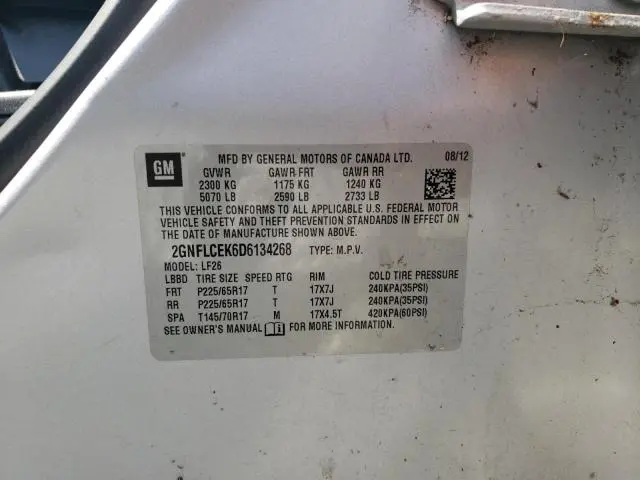 GM
MFD BY GENERAL MOTORS OF CANADA LTD. 08/12
GVWR GAWR FRT GAWR RR
2300 KG 1175 KG 1240 KG
5070 LB 2590 LB 2733 LB
THIS VEHICLE CONFORMS TO ALL APPLICABLE U.S. FEDERAL MOTOR
VEHICLE SAFETY AND THEFT PREVENTION STANDARDS IN EFFECT ON
THE DATE OF MANUFACTURE SHOWN ABOVE.
2GNFLCEK6D6134268 TYPE: M.P.V.
MODEL: LF26
LBBD TIRE SIZE SPEED RTG RIM COLD TIRE PRESSURE
FRT P225/65R17 T 17X7J 240KPA(35PSI)
RR P225/65R17 T 17X7J 240KPA(35PSI)
SPA T145/70R17 M 17X4.5T 420KPA(60PSI)
SEE OWNER'S MANUAL FOR MORE INFORMATION.